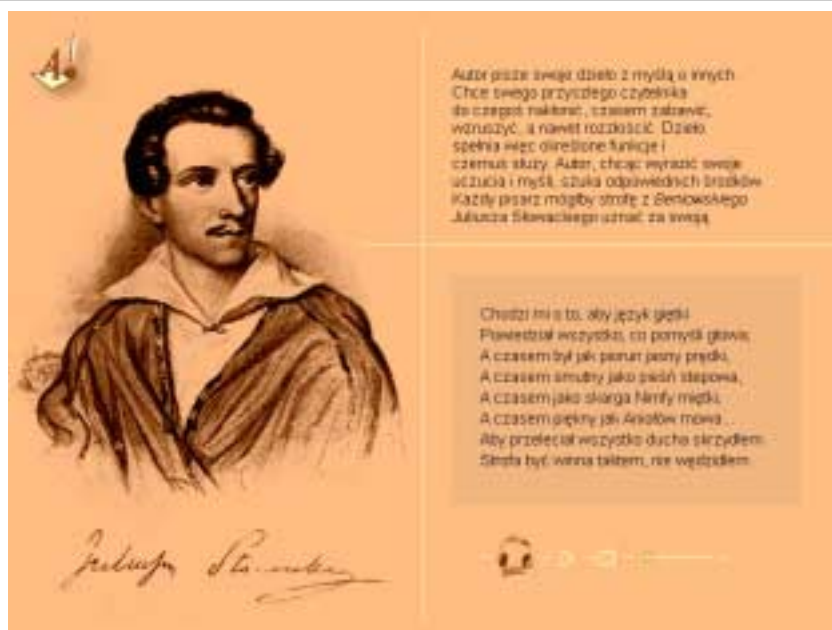 A!
Autor pisze swoje dzieło z myślą o innych.
Chce swego przyszłego czytelnika
do czegoś nakłonić, czasem zabawić,
wzruszyć, a nawet rozzłościć. Dzieło
spełnia więc określone funkcje i
czemuś służy. Autor, chcąc wyrazić swoje
uczucia i myśli, szuka odpowiednich środków.
Każdy pisarz mógłby strofę z Beniowskiego
Juliusza Słowackiego uznać za swoją.
Chodzi mi o to, aby język giętki
Powiedział wszystko, co pomyśli głowa;
A czasem był jak piorun jasny prędki,
A czasem smutny jako pieśń stepowa,
A czasem jako skarga Nimfy miętki,
A czasem piękny jak Aniołów mowa...
Aby przeleciał wszystko ducha skrzydłem.
Strofa być winna taktem, nie wędzidłem.
Juliusz Słowacki